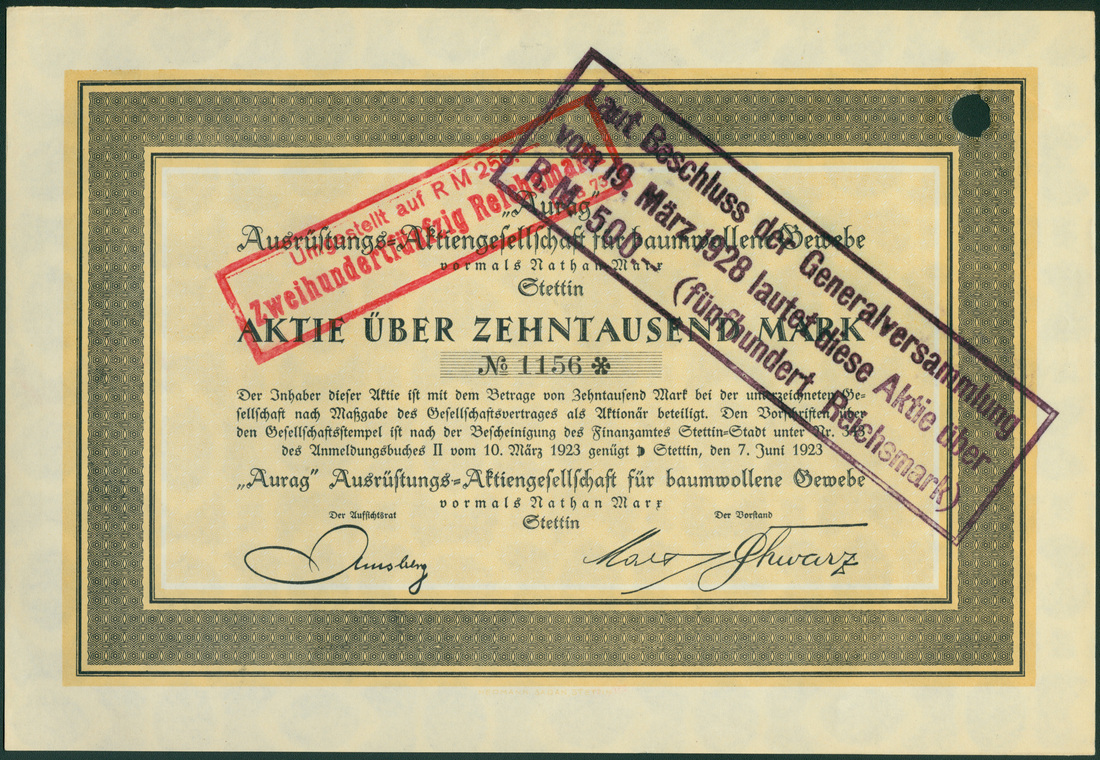 Umgestellt auf RM 250.-
Zweihundertfünfzig Reichsmark
Laut Beschluss der Generalversammlung
vom 19. März 1928 lautet diese Aktie über
R.M. 500.- (fünfhundert Reichsmark)
„Aurag“
Ausrüstungs-Aktiengesellschaft für baumwollene Gewebe
vormals Nathan Marx
Stettin
AKTIE ÜBER ZEHNTAUSEND MARK
№ 1156 ✻
Der Inhaber dieser Aktie ist mit dem Betrage von Zehntausend Mark bei der unterzeichneten Ge-
sellschaft nach Maßgabe des Gesellschaftsvertrages als Aktionär beteiligt. Den Vorschriften über
den Gesellschaftsstempel ist nach der Bescheinigung des Finanzamtes Stettin-Stadt unter Nr.
des Anmeldungsbuches II vom 10. März 1923 genügt Stettin, den 7. Juni 1923
„Aurag“ Ausrüstungs-Aktiengesellschaft für baumwollene Gewebe
vormals Nathan Marx
Stettin
Der Aufsichtsrat Der Vorstand
Arnsberg Marx Schwarz